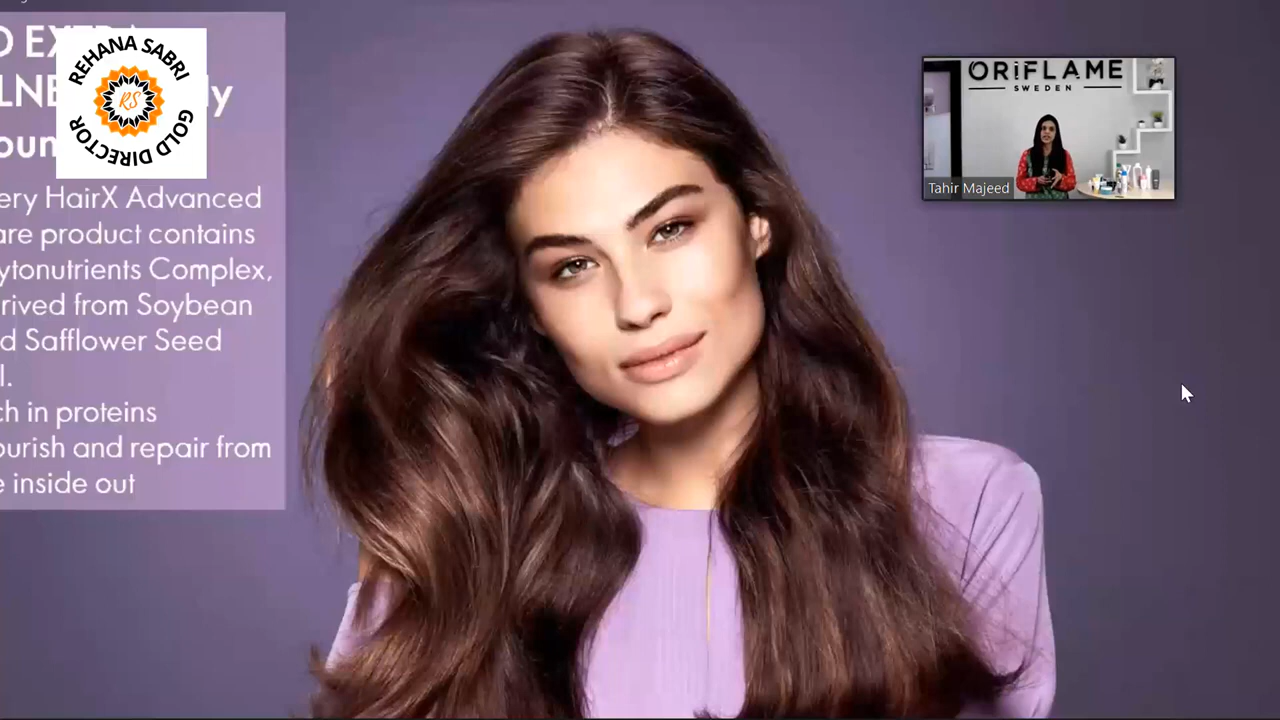 REHANA SABRI
RS
GOLD DIRECTOR
ery HairX Advanced
are product contains
ytonutrients Complex,
rived from Soybean
d Safflower Seed
l.
ch in proteins
ourish and repair from
e inside out
ORIFLAME
SWEDEN
Tahir Majeed